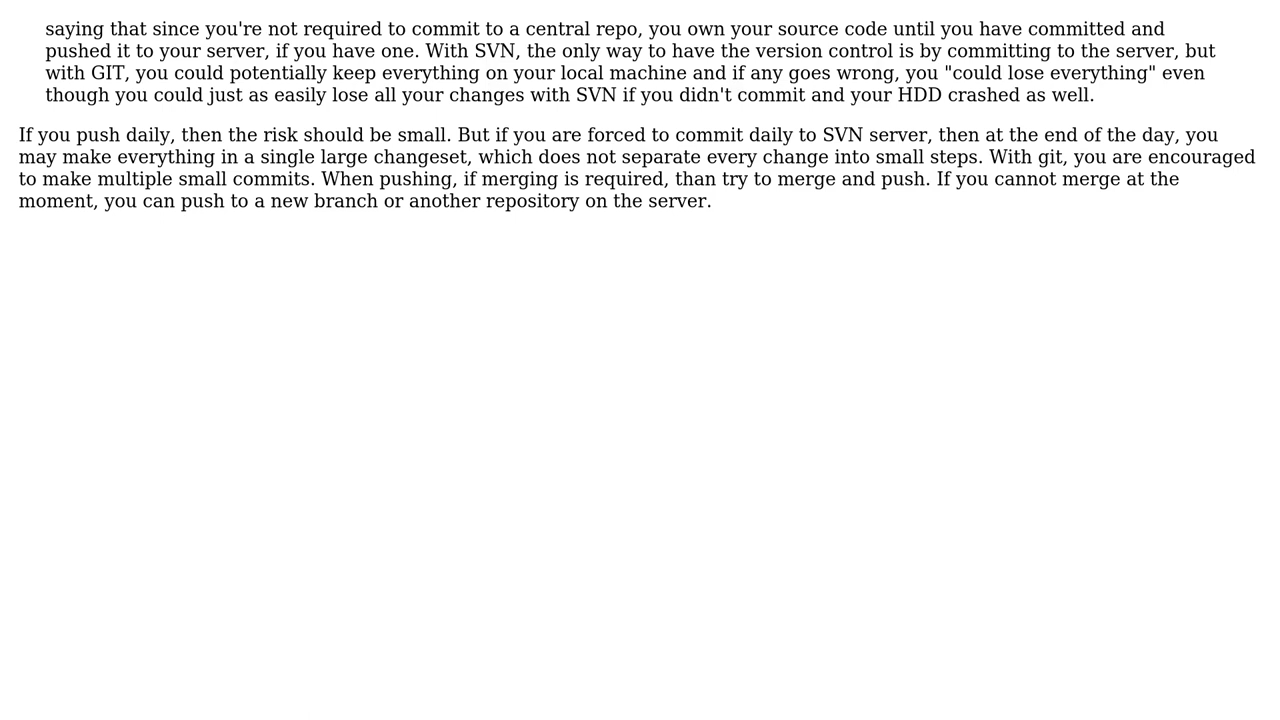 saying that since you're not required to commit to a central repo, you own your source code until you have committed and
pushed it to your server, if you have one. With SVN, the only way to have the version control is by committing to the server, but
with GIT, you could potentially keep everything on your local machine and if any goes wrong, you "could lose everything" even
though you could just as easily lose all your changes with SVN if you didn't commit and your HDD crashed as well.
If you push daily, then the risk should be small. But if you are forced to commit daily to SVN server, then at the end of the day, you
may make everything in a single large changeset, which does not separate every change into small steps. With git, you are encouraged
to make multiple small commits. When pushing, if merging is required, than try to merge and push. If you cannot merge at the
moment, you can push to a new branch or another repository on the server.